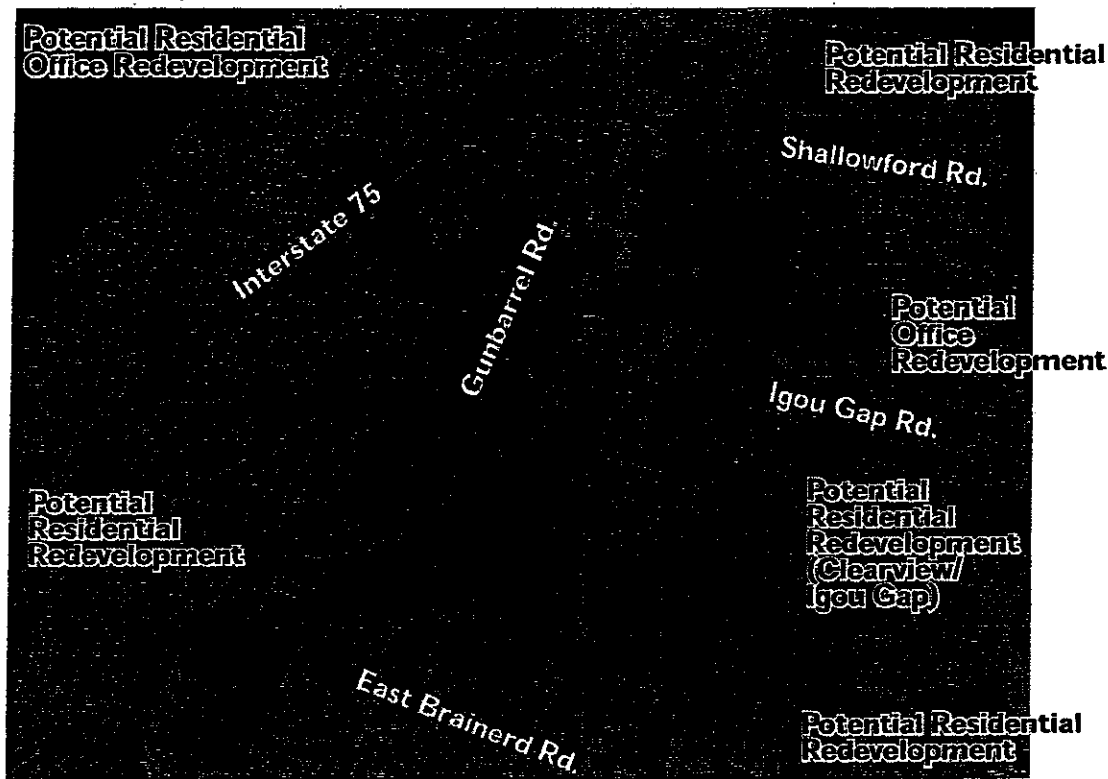 Potential Residential
Office Redevelopment
Potential Residential
Redevelopment
Shallowford Rd.
Interstate 75
Gunbarrel Rd.
Potential
Office
Redevelopment
Igou Gap Rd.
Potential
Residential
Redevelopment
Potential
Residential
Redevelopment
(Clearview/
Igou Gap)
East Brainerd Rd.
Potential Residential
Redevelopment